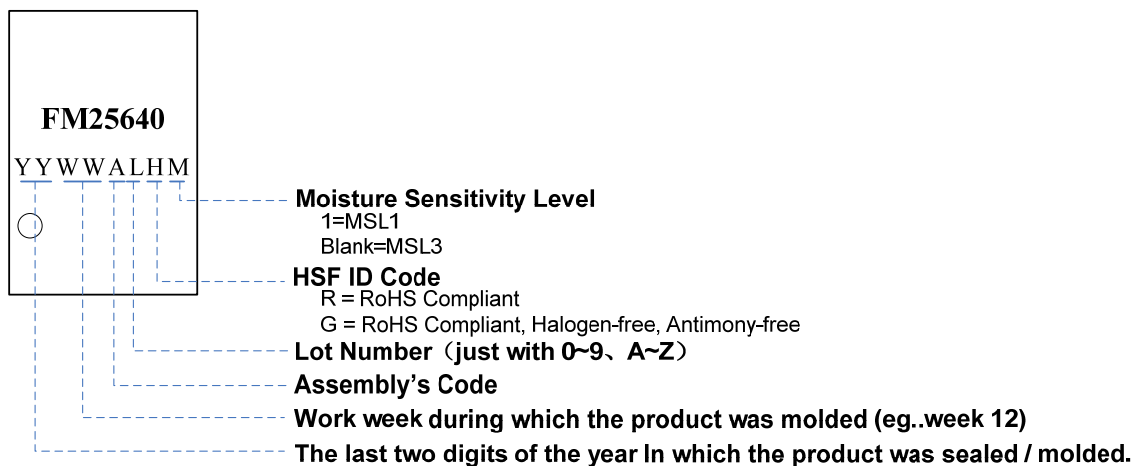 FM25640
YYWWALHM
Moisture Sensitivity Level
1=MSL1
Blank=MSL3
HSF ID Code
R = RoHS Compliant
G = RoHS Compliant, Halogen-free, Antimony-free
Lot Number（just with 0~9、A~Z）
Assembly's Code
Work week during which the product was molded (eg..week 12)
The last two digits of the year In which the product was sealed / molded.